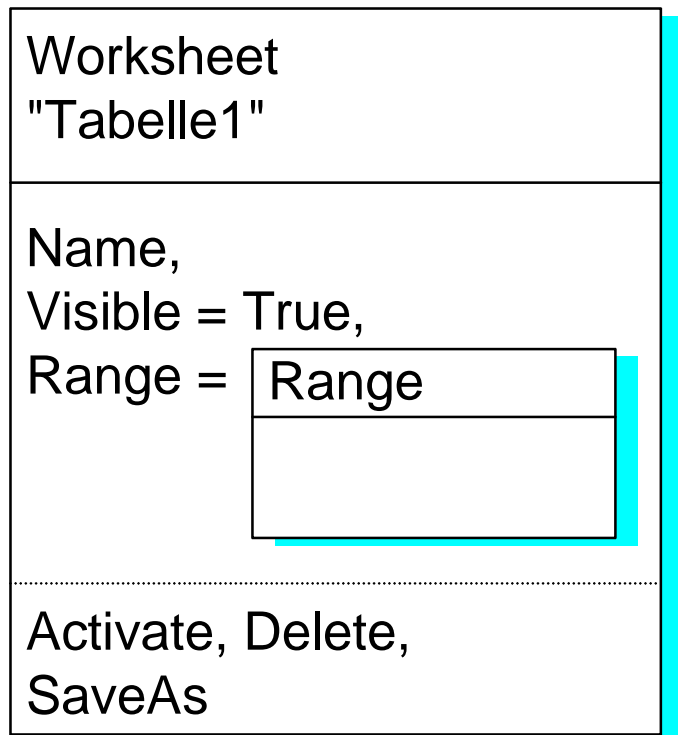 Worksheet
"Tabelle1"
Name,
Visible = True,
Range = Range
Activate, Delete,
SaveAs